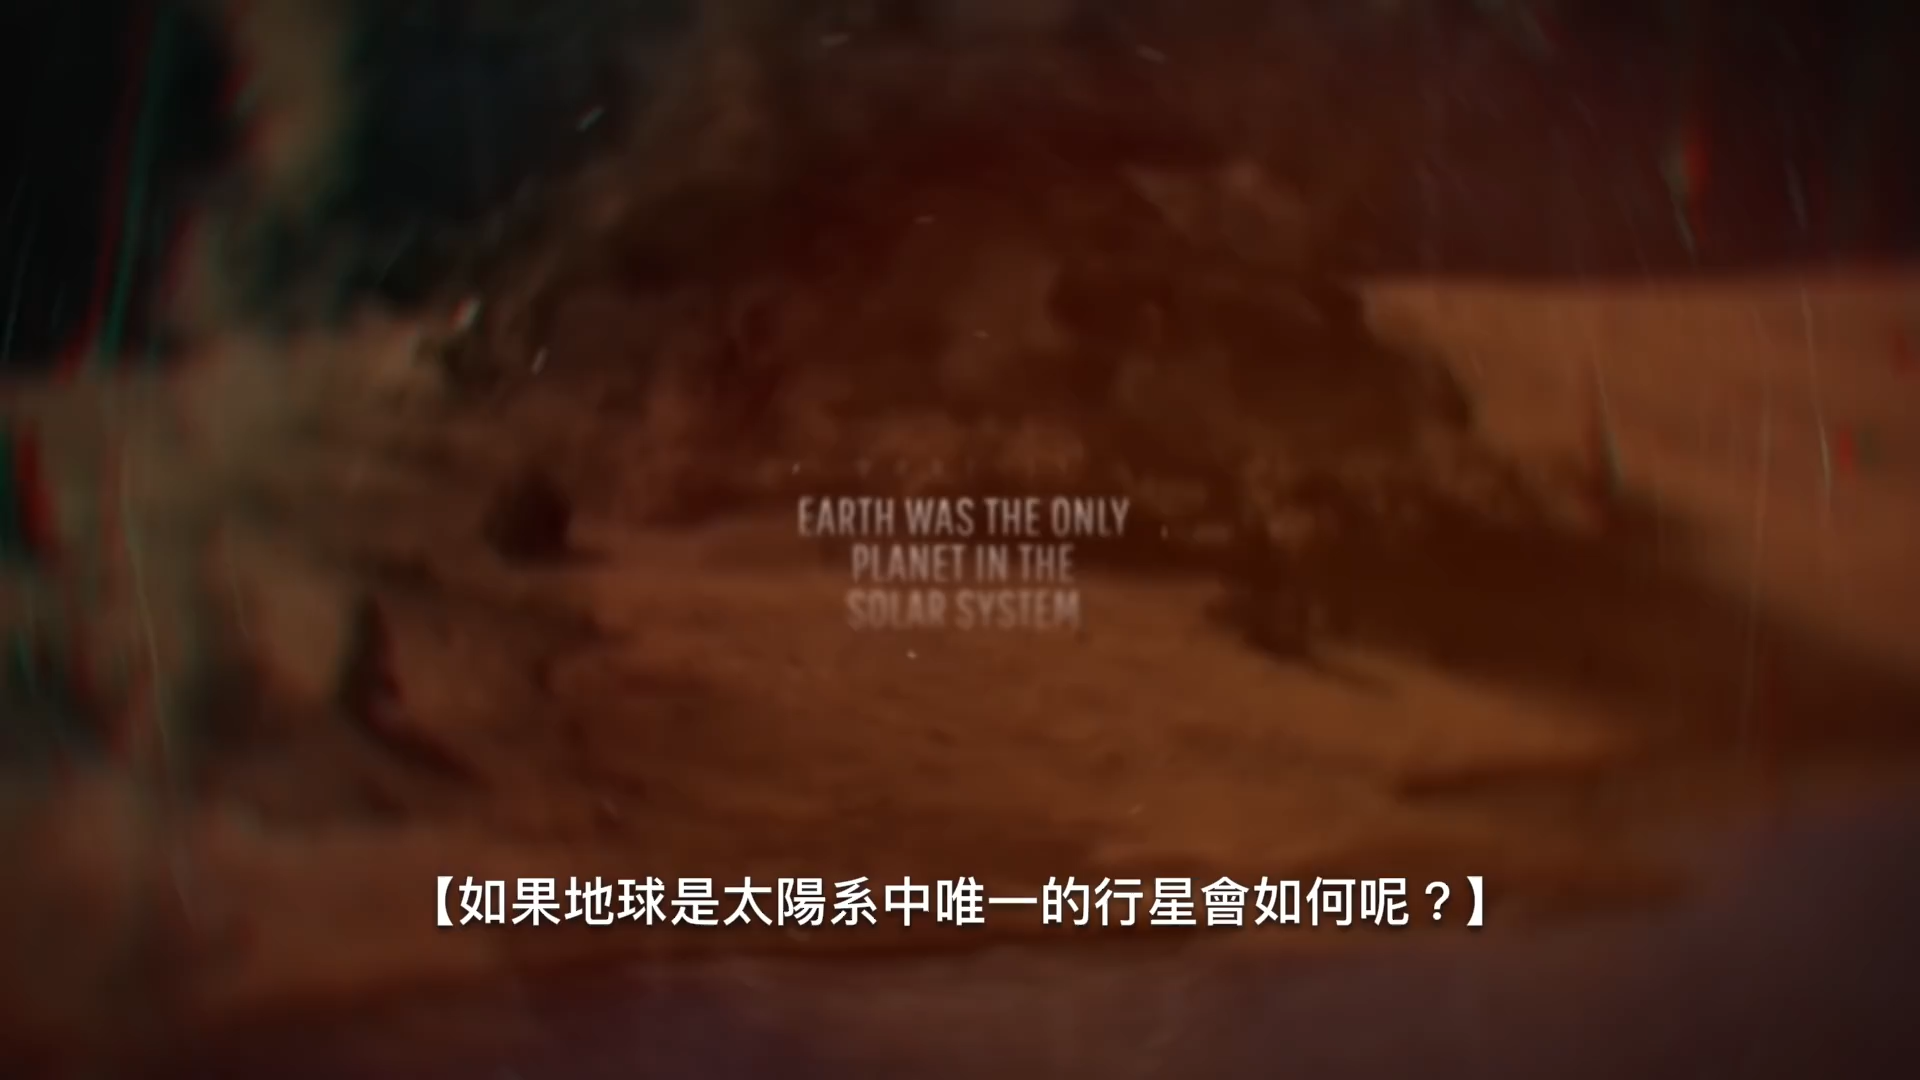 EARTH WAS THE ONLY
PLANET IN THE
SOLAR SYSTEM
【如果地球是太陽系中唯一的行星會如何呢？】